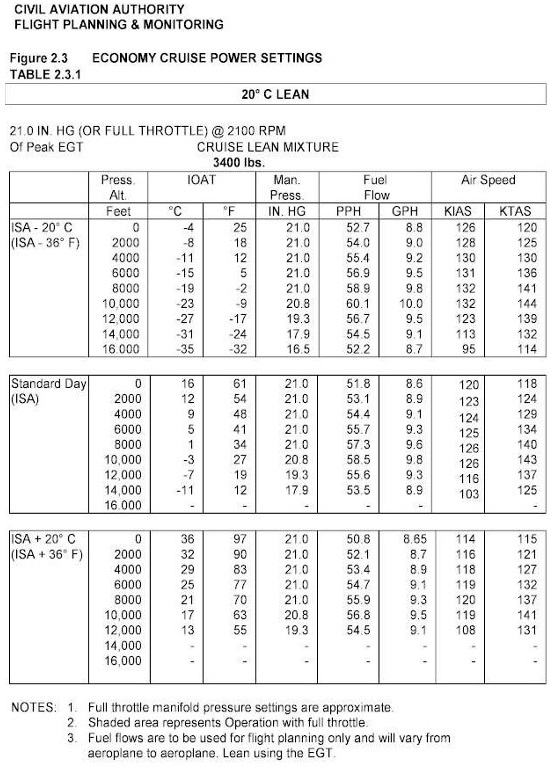 CIVIL AVIATION AUTHORITY
FLIGHT PLANNING & MONITORING
Figure 2.3 ECONOMY CRUISE POWER SETTINGS
TABLE 2.3.1
20° C LEAN
21.0 IN. HG (OR FULL THROTTLE) @ 2100 RPM
Of Peak EGT CRUISE LEAN MIXTURE
3400 lbs.
Press. IOAT Man. Fuel Air Speed
Alt. Press. Flow
Feet °C °F IN. HG PPH GPH KIAS KTAS
ISA - 20° C 0 -4 25 21.0 52.7 8.8 126 120
(ISA - 36° F) 2000 -8 18 21.0 54.0 9.0 128 125
4000 -11 12 21.0 55.4 9.2 130 130
6000 -15 5 21.0 56.9 9.5 131 136
8000 -19 -2 21.0 58.9 9.8 132 141
10,000 -23 -9 20.8 60.1 10.0 132 144
12,000 -27 -17 19.3 56.7 9.5 123 139
14,000 -31 -24 17.9 54.5 9.1 113 132
16.000 -35 -32 16.5 52.2 8.7 95 114
Standard Day 0 16 61 21.0 51.8 8.6 120 118
(ISA) 2000 12 54 21.0 53.1 8.9 123 124
4000 9 48 21.0 54.4 9.1 124 129
6000 5 41 21.0 55.7 9.3 125 134
8000 1 34 21.0 57.3 9.6 126 140
10,000 -3 27 20.8 58.5 9.8 126 143
12,000 -7 19 19.3 55.6 9.3 116 137
14,000 -11 12 17.9 53.5 8.9 103 125
16.000 - - - - - - -
ISA + 20° C 0 36 97 21.0 50.8 8.65 114 115
(ISA + 36° F) 2000 32 90 21.0 52.1 8.7 116 121
4000 29 83 21.0 53.4 8.9 118 127
6000 25 77 21.0 54.7 9.1 119 132
8000 21 70 21.0 55.9 9.3 120 137
10,000 17 63 20.8 56.8 9.5 119 141
12,000 13 55 19.3 54.5 9.1 108 131
14,000 - - - - - - -
16,000 - - - - - - -
NOTES: 1. Full throttle manifold pressure settings are approximate.
2. Shaded area represents Operation with full throttle.
3. Fuel flows are to be used for flight planning only and will vary from
aeroplane to aeroplane. Lean using the EGT.